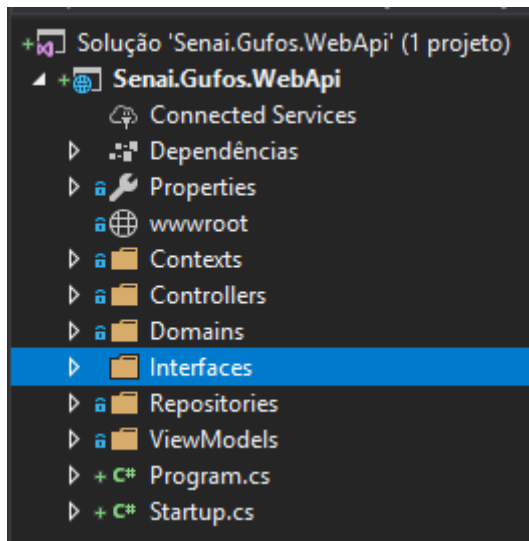 Solução 'Senai.Gufos.WebApi' (1 projeto)
Senai.Gufos.WebApi
Connected Services
Dependências
Properties
wwwroot
Contexts
Controllers
Domains
Interfaces
Repositories
ViewModels
C# Program.cs
C# Startup.cs